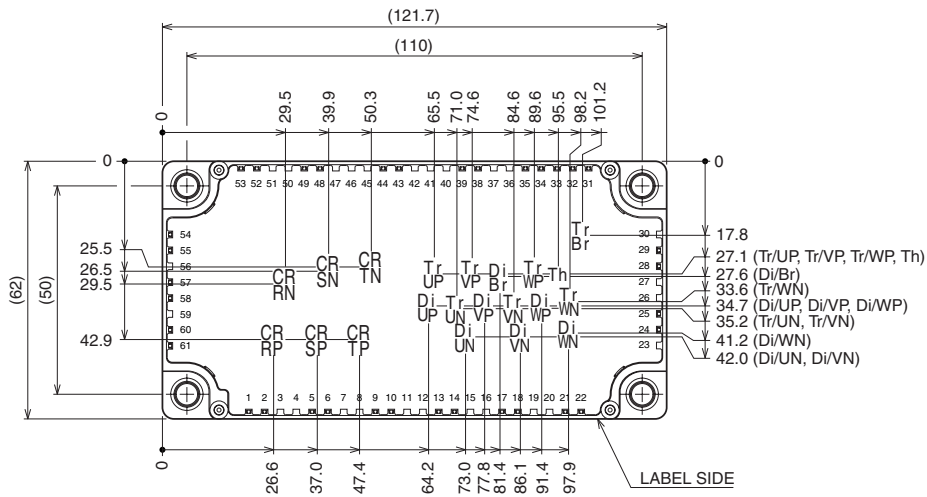 (121.7)
(110)
0 29.5 39.9 50.3 65.5 71.0 74.6 84.6 89.6 95.5 98.2 101.2
0 0
53 52 51 50 49 48 47 46 45 44 43 42 41 40 39 38 37 36 35 34 33 32 31
(62) (50)
25.5
26.5
29.5
42.9
54
55
56
57
58
59
60
61
30
29
28
27
26
25
24
23
CR RN
CR SN
CR TN
CR RP
CR SP
CR TP
Tr UP
Tr VP
Di Br
Tr WP
Th
Tr Br
Di UP
Tr UN
Di VP
Tr VN
Di WP
Tr WN
Di UN
Di VN
Di WN
17.8
27.1 (Tr/UP, Tr/VP, Tr/WP, Th)
27.6 (Di/Br)
33.6 (Tr/WN)
34.7 (Di/UP, Di/VP, Di/WP)
35.2 (Tr/UN, Tr/VN)
41.2 (Di/WN)
42.0 (Di/UN, Di/VN)
1 2 3 4 5 6 7 8 9 10 11 12 13 14 15 16 17 18 19 20 21 22
0 26.6 37.0 47.4 64.2 73.0 77.8 81.4 86.1 91.4 97.9
LABEL SIDE